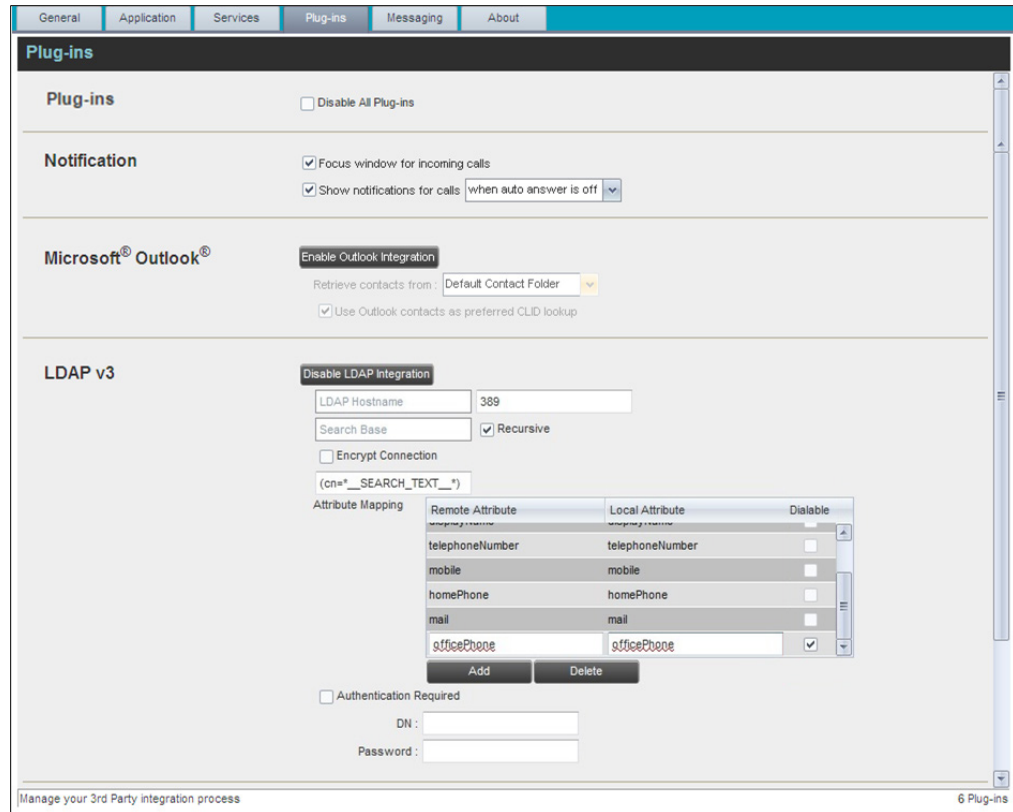 General Application Services Plug-ins Messaging About
Plug-ins
Plug-ins
Disable All Plug-ins
Notification
Focus window for incoming calls
Show notifications for calls when auto answer is off
Microsoft® Outlook®
Enable Outlook Integration
Retrieve contacts from : Default Contact Folder
Use Outlook contacts as preferred CLID lookup
LDAP v3
Disable LDAP Integration
LDAP Hostname 389
Search Base Recursive
Encrypt Connection
(cn=*__SEARCH_TEXT__*)
Attribute Mapping
Remote Attribute Local Attribute Dialable
displayName displayName
telephoneNumber telephoneNumber
mobile mobile
homePhone homePhone
mail mail
officePhone officePhone
Add Delete
Authentication Required
DN :
Password :
Manage your 3rd Party integration process 6 Plug-ins